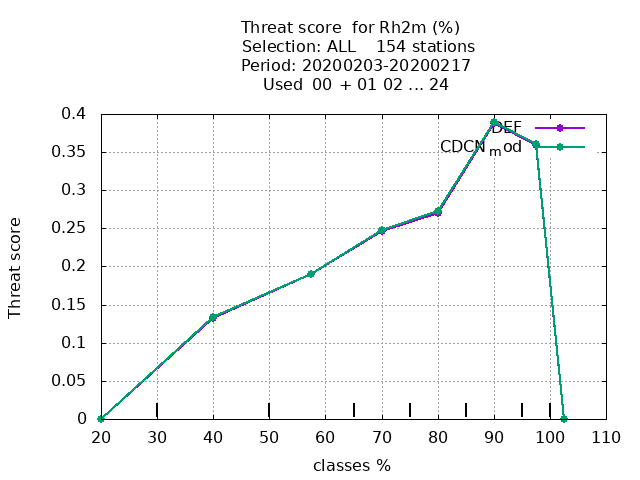 Threat score  for Rh2m (%)
Selection: ALL    154 stations
Period: 20200203-20200217
Used  00 + 01 02 ... 24
0.4
0.35
0.3
0.25
0.2
0.15
0.1
0.05
0
Threat score
DEF
CDCNmod
20 30 40 50 60 70 80 90 100 110
classes %